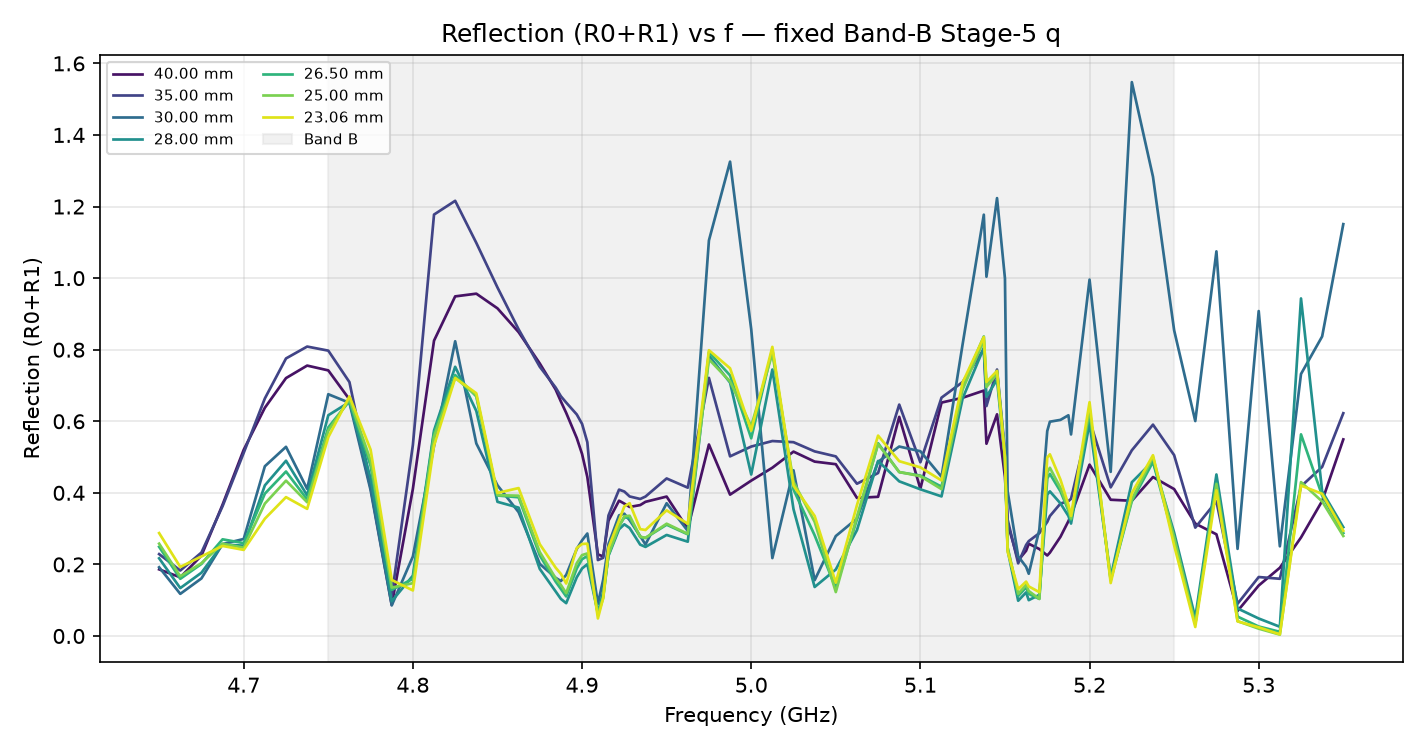 Reflection (R0+R1) vs f — fixed Band-B Stage-5 q
1.6
1.4
1.2
1.0
0.8
0.6
0.4
0.2
0.0
Reflection (R0+R1)
40.00 mm
35.00 mm
30.00 mm
28.00 mm
26.50 mm
25.00 mm
23.06 mm
Band B
4.7 4.8 4.9 5.0 5.1 5.2 5.3
Frequency (GHz)